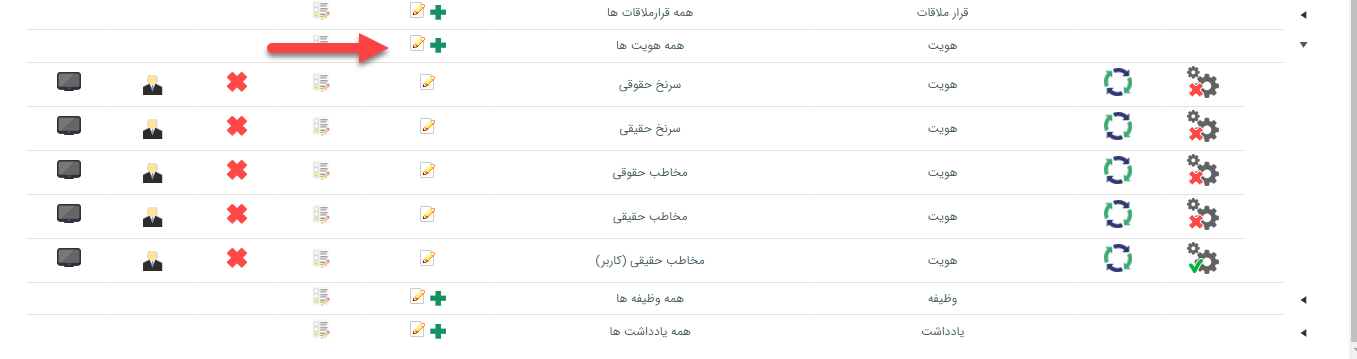 قرار ملاقات همه قرارملاقات ها
هویت همه هویت ها
هویت سرنخ حقوقی
هویت سرنخ حقیقی
هویت مخاطب حقوقی
هویت مخاطب حقیقی
هویت مخاطب حقیقی (کاربر)
وظیفه همه وظیفه ها
یادداشت همه یادداشت ها